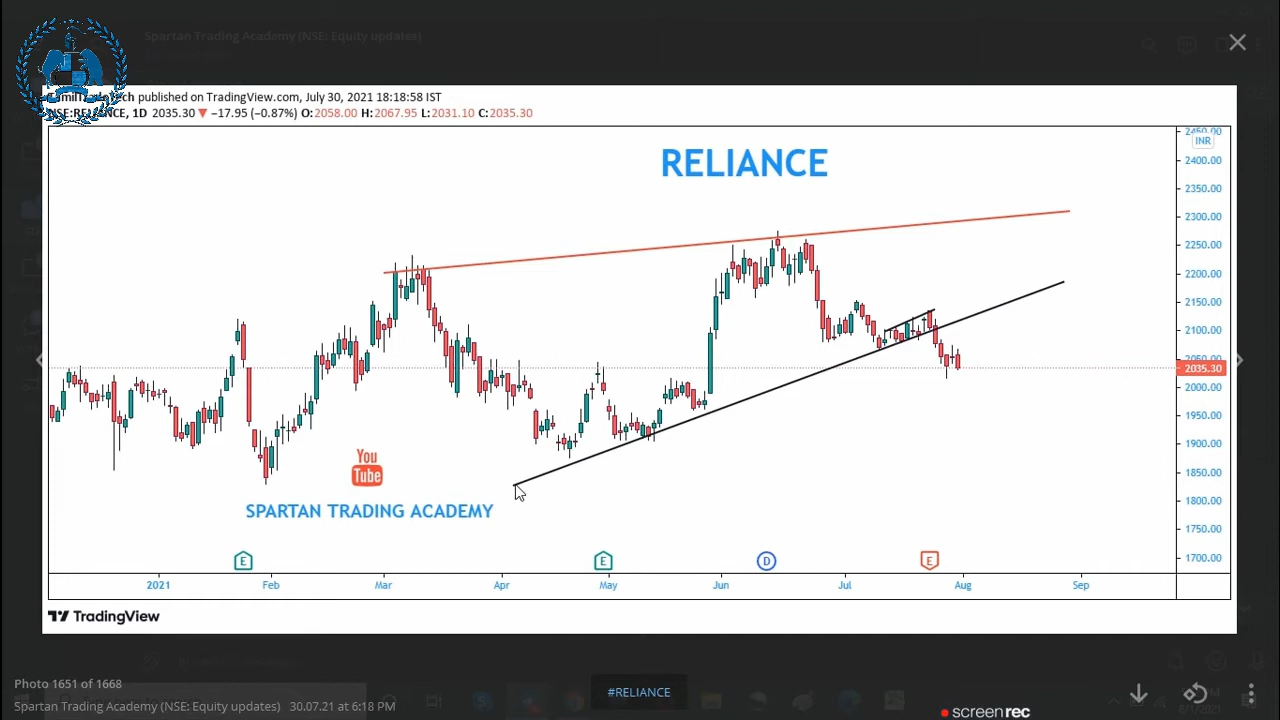 Spartan Trading Academy (NSE: Equity updates)
published on TradingView.com, July 30, 2021 18:18:58 IST
NSE:RELIANCE, 1D 2035.30 ▼ −17.95 (−0.87%) O:2058.00 H:2067.95 L:2031.10 C:2035.30
RELIANCE
2450.00
INR
2400.00
2350.00
2300.00
2250.00
2200.00
2150.00
2100.00
2050.00
2035.30
2000.00
1950.00
1900.00
1850.00
1800.00
1750.00
1700.00
You
Tube
SPARTAN TRADING ACADEMY
E E D E
2021 Feb Mar Apr May Jun Jul Aug Sep
TradingView
Photo 1651 of 1668
#RELIANCE
Spartan Trading Academy (NSE: Equity updates) 30.07.21 at 6:18 PM
screenrec